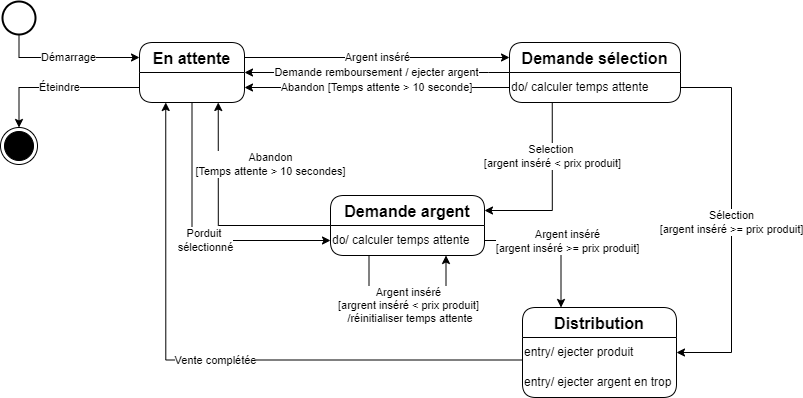 Démarrage
En attente
Argent inséré
Demande sélection
Demande remboursement / ejecter argent
Éteindre
Abandon [Temps attente > 10 seconde]
do/ calculer temps attente
Abandon
[Temps attente > 10 secondes]
Selection
[argent inséré < prix produit]
Demande argent
do/ calculer temps attente
Porduit
sélectionné
Sélection
[argent inséré >= prix produit]
Argent inséré
[argent inséré >= prix produit]
Argent inséré
[argrent inséré < prix produit]
/réinitialiser temps attente
Distribution
entry/ ejecter produit
entry/ ejecter argent en trop
Vente complétée